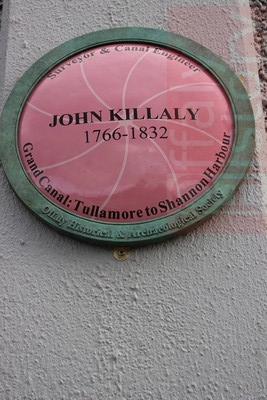 Surveyor & Canal Engineer
JOHN KILLALY
1766-1832
Grand Canal: Tullamore to Shannon Harbour
Offaly Historical & Archaeological Society